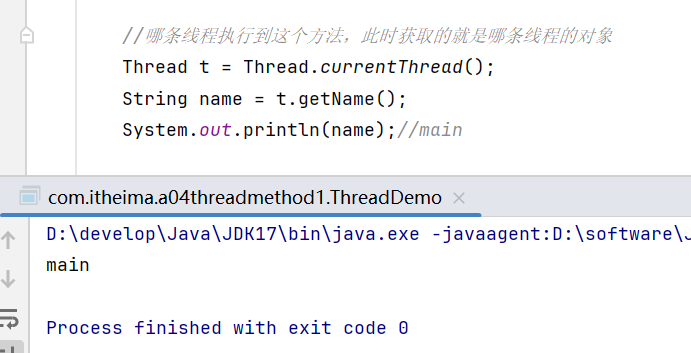 //哪条线程执行到这个方法，此时获取的就是哪条线程的对象
Thread t = Thread.currentThread();
String name = t.getName();
System.out.println(name);//main
com.itheima.a04threadmethod1.ThreadDemo ×
D:\develop\Java\JDK17\bin\java.exe -javaagent:D:\software\J
main
Process finished with exit code 0